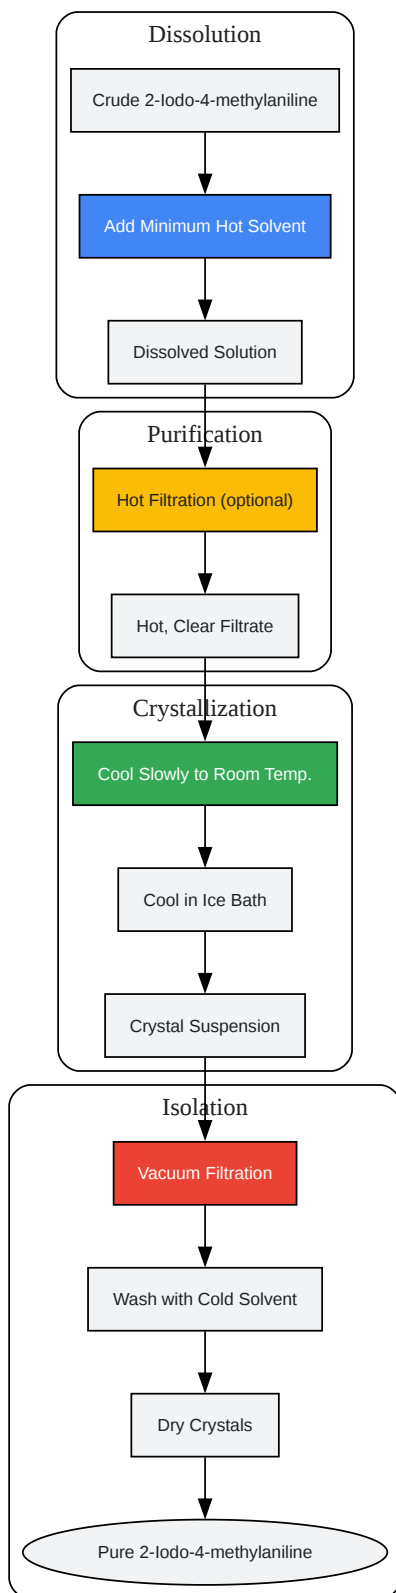 Dissolution
Crude 2-Iodo-4-methylaniline
Add Minimum Hot Solvent
Dissolved Solution
Purification
Hot Filtration (optional)
Hot, Clear Filtrate
Crystallization
Cool Slowly to Room Temp.
Cool in Ice Bath
Crystal Suspension
Isolation
Vacuum Filtration
Wash with Cold Solvent
Dry Crystals
Pure 2-Iodo-4-methylaniline